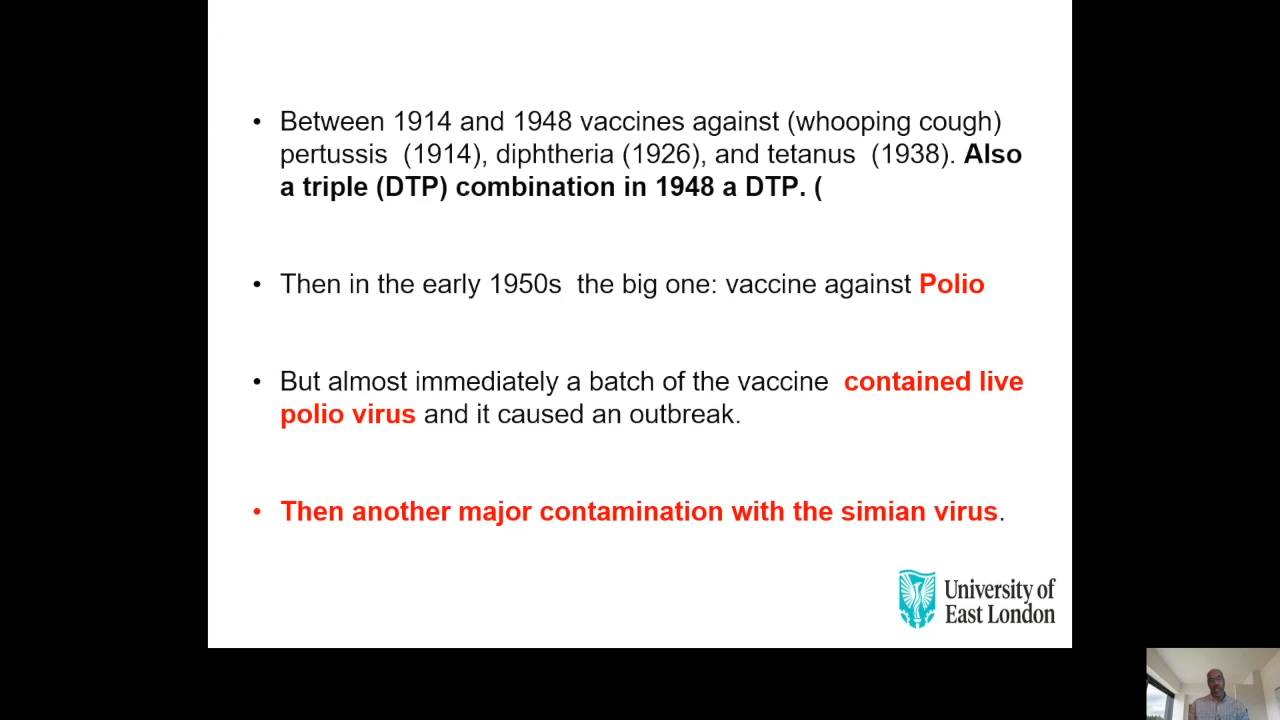 • Between 1914 and 1948 vaccines against (whooping cough)
pertussis (1914), diphtheria (1926), and tetanus (1938). Also
a triple (DTP) combination in 1948 a DTP. (
• Then in the early 1950s the big one: vaccine against Polio
• But almost immediately a batch of the vaccine contained live
polio virus and it caused an outbreak.
• Then another major contamination with the simian virus.
University of
East London